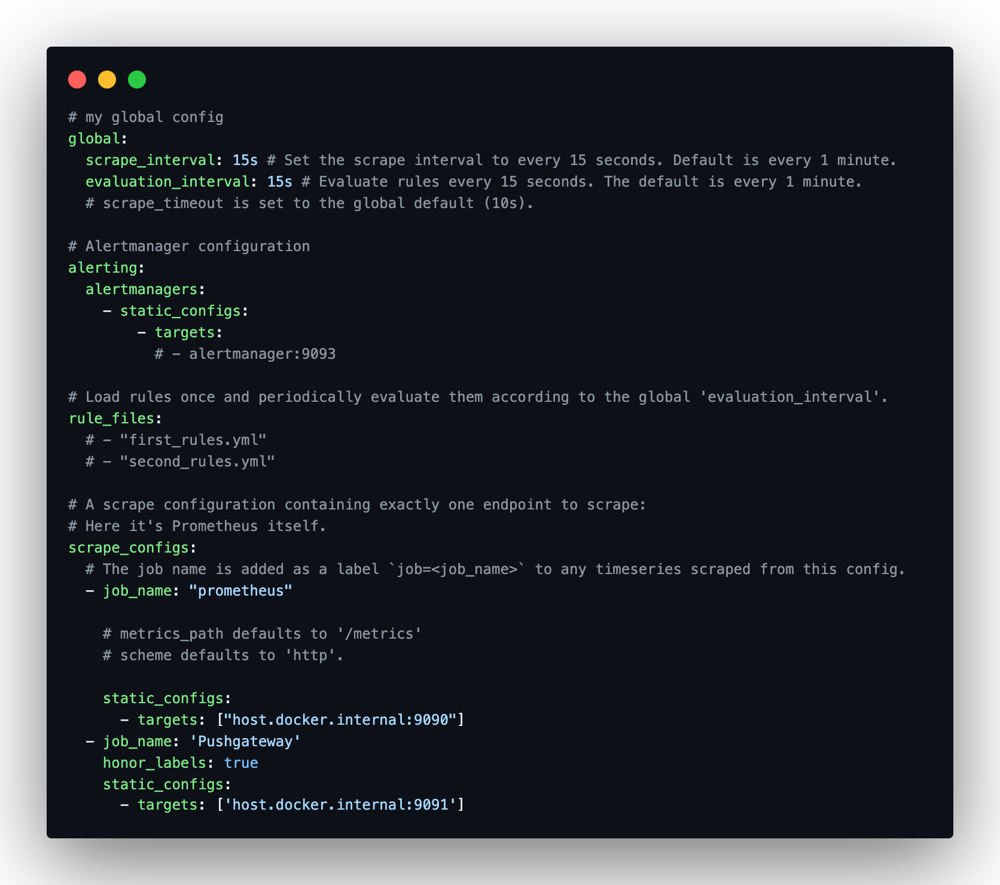 # my global config
global:
  scrape_interval: 15s # Set the scrape interval to every 15 seconds. Default is every 1 minute.
  evaluation_interval: 15s # Evaluate rules every 15 seconds. The default is every 1 minute.
  # scrape_timeout is set to the global default (10s).

# Alertmanager configuration
alerting:
  alertmanagers:
    - static_configs:
        - targets:
          # - alertmanager:9093

# Load rules once and periodically evaluate them according to the global 'evaluation_interval'.
rule_files:
  # - "first_rules.yml"
  # - "second_rules.yml"

# A scrape configuration containing exactly one endpoint to scrape:
# Here it's Prometheus itself.
scrape_configs:
  # The job name is added as a label `job=<job_name>` to any timeseries scraped from this config.
  - job_name: "prometheus"

    # metrics_path defaults to '/metrics'
    # scheme defaults to 'http'.

    static_configs:
      - targets: ["host.docker.internal:9090"]
  - job_name: 'Pushgateway'
    honor_labels: true
    static_configs:
      - targets: ['host.docker.internal:9091']